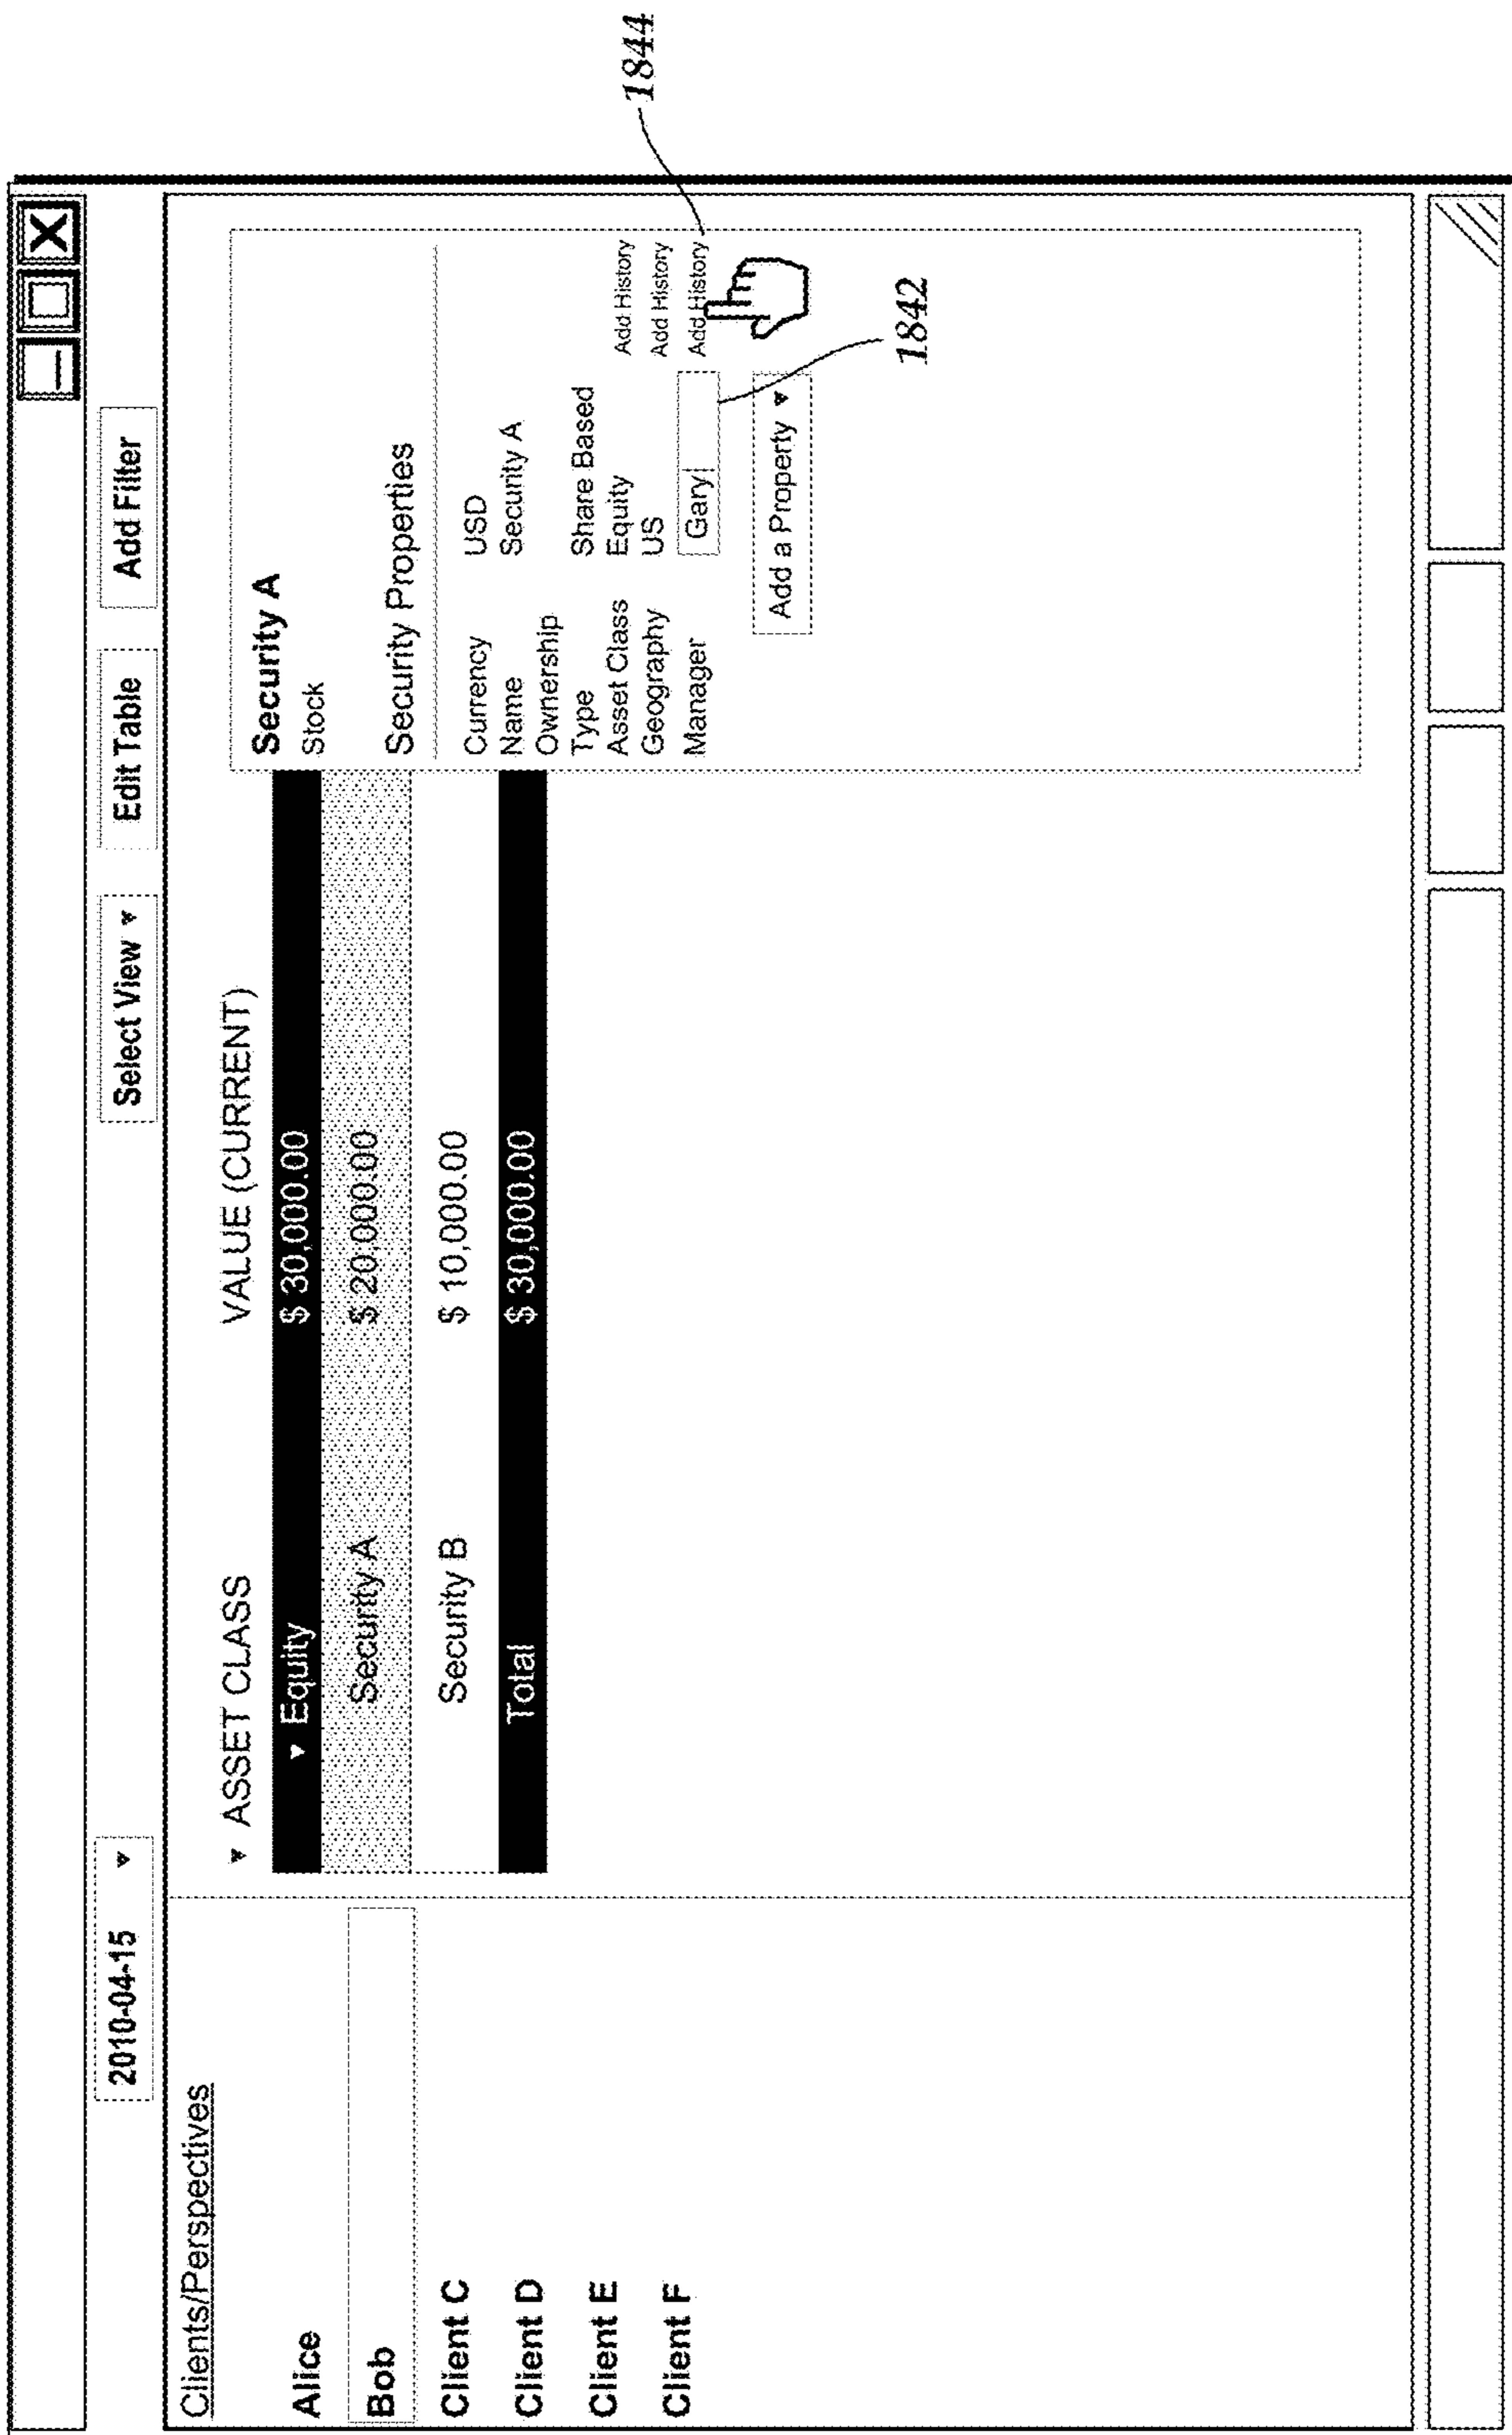 2010-04-15 ▼
Select View ▼
Edit Table
Add Filter
Clients/Perspectives
Alice
Bob
Client C
Client D
Client E
Client F
▼ ASSET CLASS VALUE (CURRENT)
▼ Equity $ 30,000.00
Security A $ 20,000.00
Security B $ 10,000.00
Total $ 30,000.00
Security A
Stock
Security Properties
Currency USD
Name Security A
Ownership
Type Share Based
Asset Class Equity Add History
Geography US Add History
Manager Gary Add History
Add a Property ▼
1842
1844